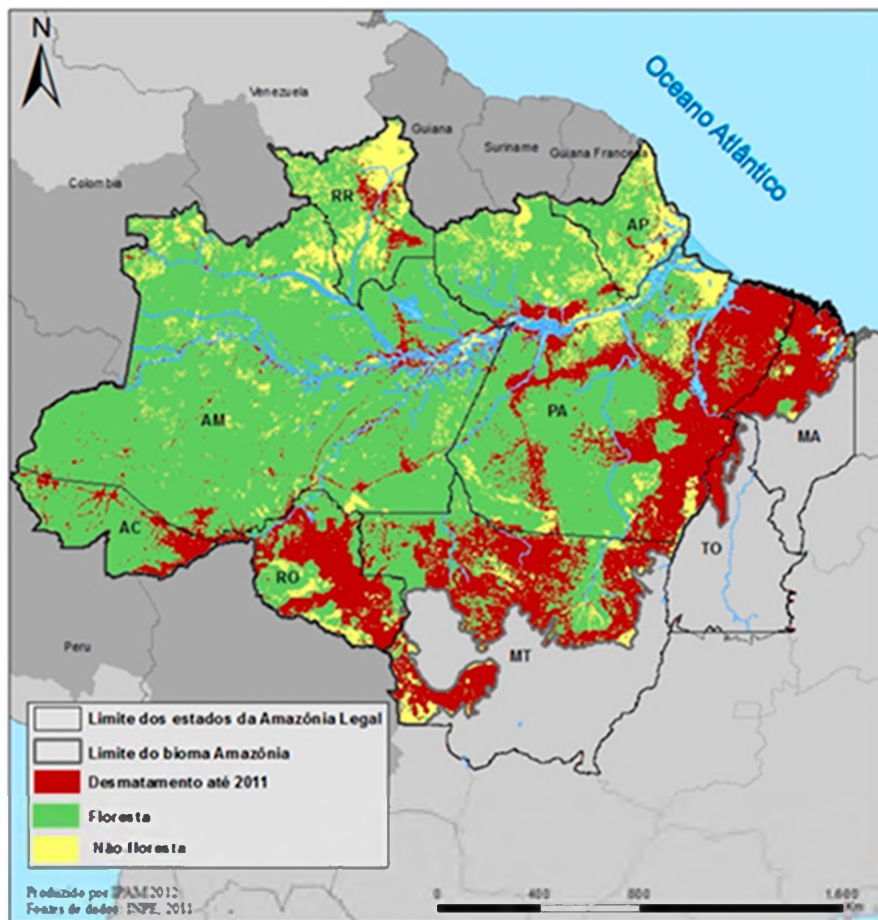 N
Oceano Atlântico
Venezuela
Guiana
Suriname
Guiana Francesa
Colombia
RR
AP
AM
PA
MA
AC
TO
RO
Peru
MT
Limite dos estados da Amazônia Legal
Limite do bioma Amazônia
Desmatamento até 2011
Floresta
Não floresta
Produzido por IPAM 2012
Fontes de dados: INPE, 2011
0 400 800 1.600
Km